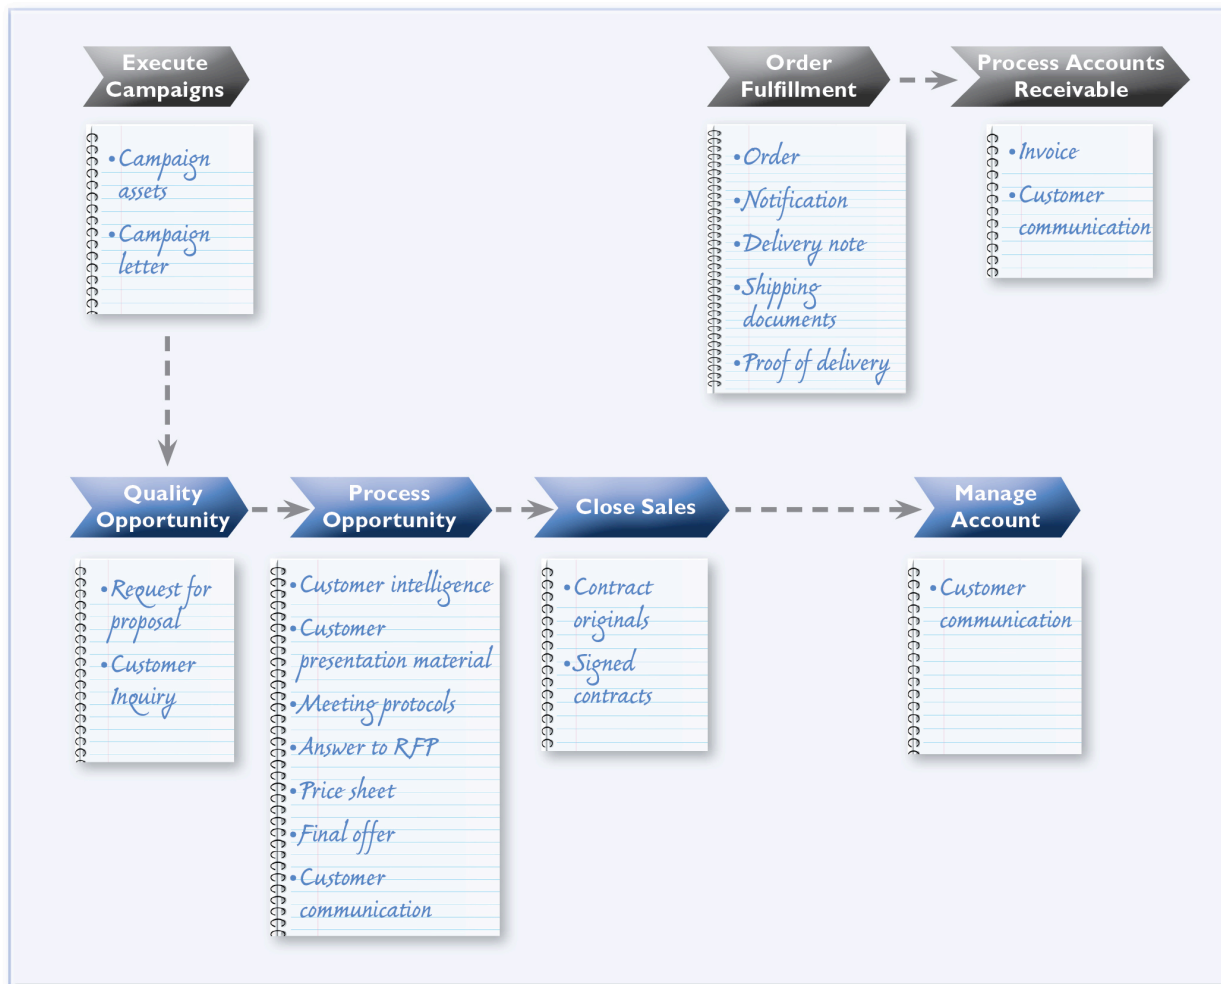 Execute
Campaigns
•Campaign
assets
•Campaign
letter
Order
Fulfillment
•Order
•Notification
•Delivery note
•Shipping
documents
•Proof of delivery
Process Accounts
Receivable
•Invoice
•Customer
communication
Quality
Opportunity
•Request for
proposal
•Customer
Inquiry
Process
Opportunity
•Customer intelligence
•Customer
presentation material
•Meeting protocols
•Answer to RFP
•Price sheet
•Final offer
•Customer
communication
Close Sales
•Contract
originals
•Signed
contracts
Manage
Account
•Customer
communication